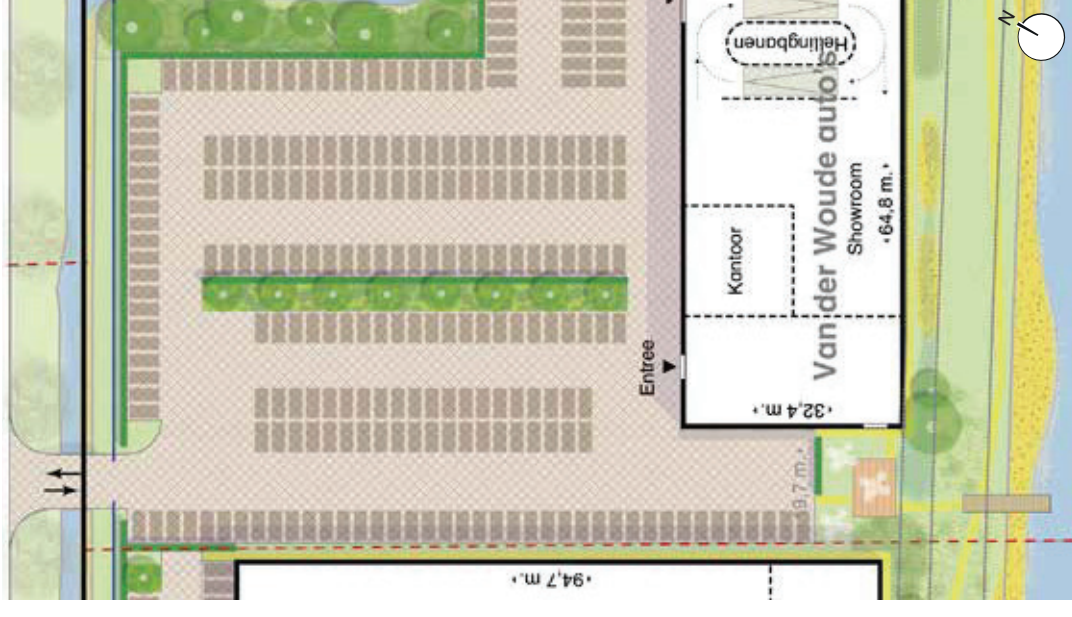 N
Hellingbanen
Van der Woude auto's
Showroom
‹64,8 m.›
Kantoor
Entree
‹32,4 m.›
9,7 m.›
‹94,7 m.›